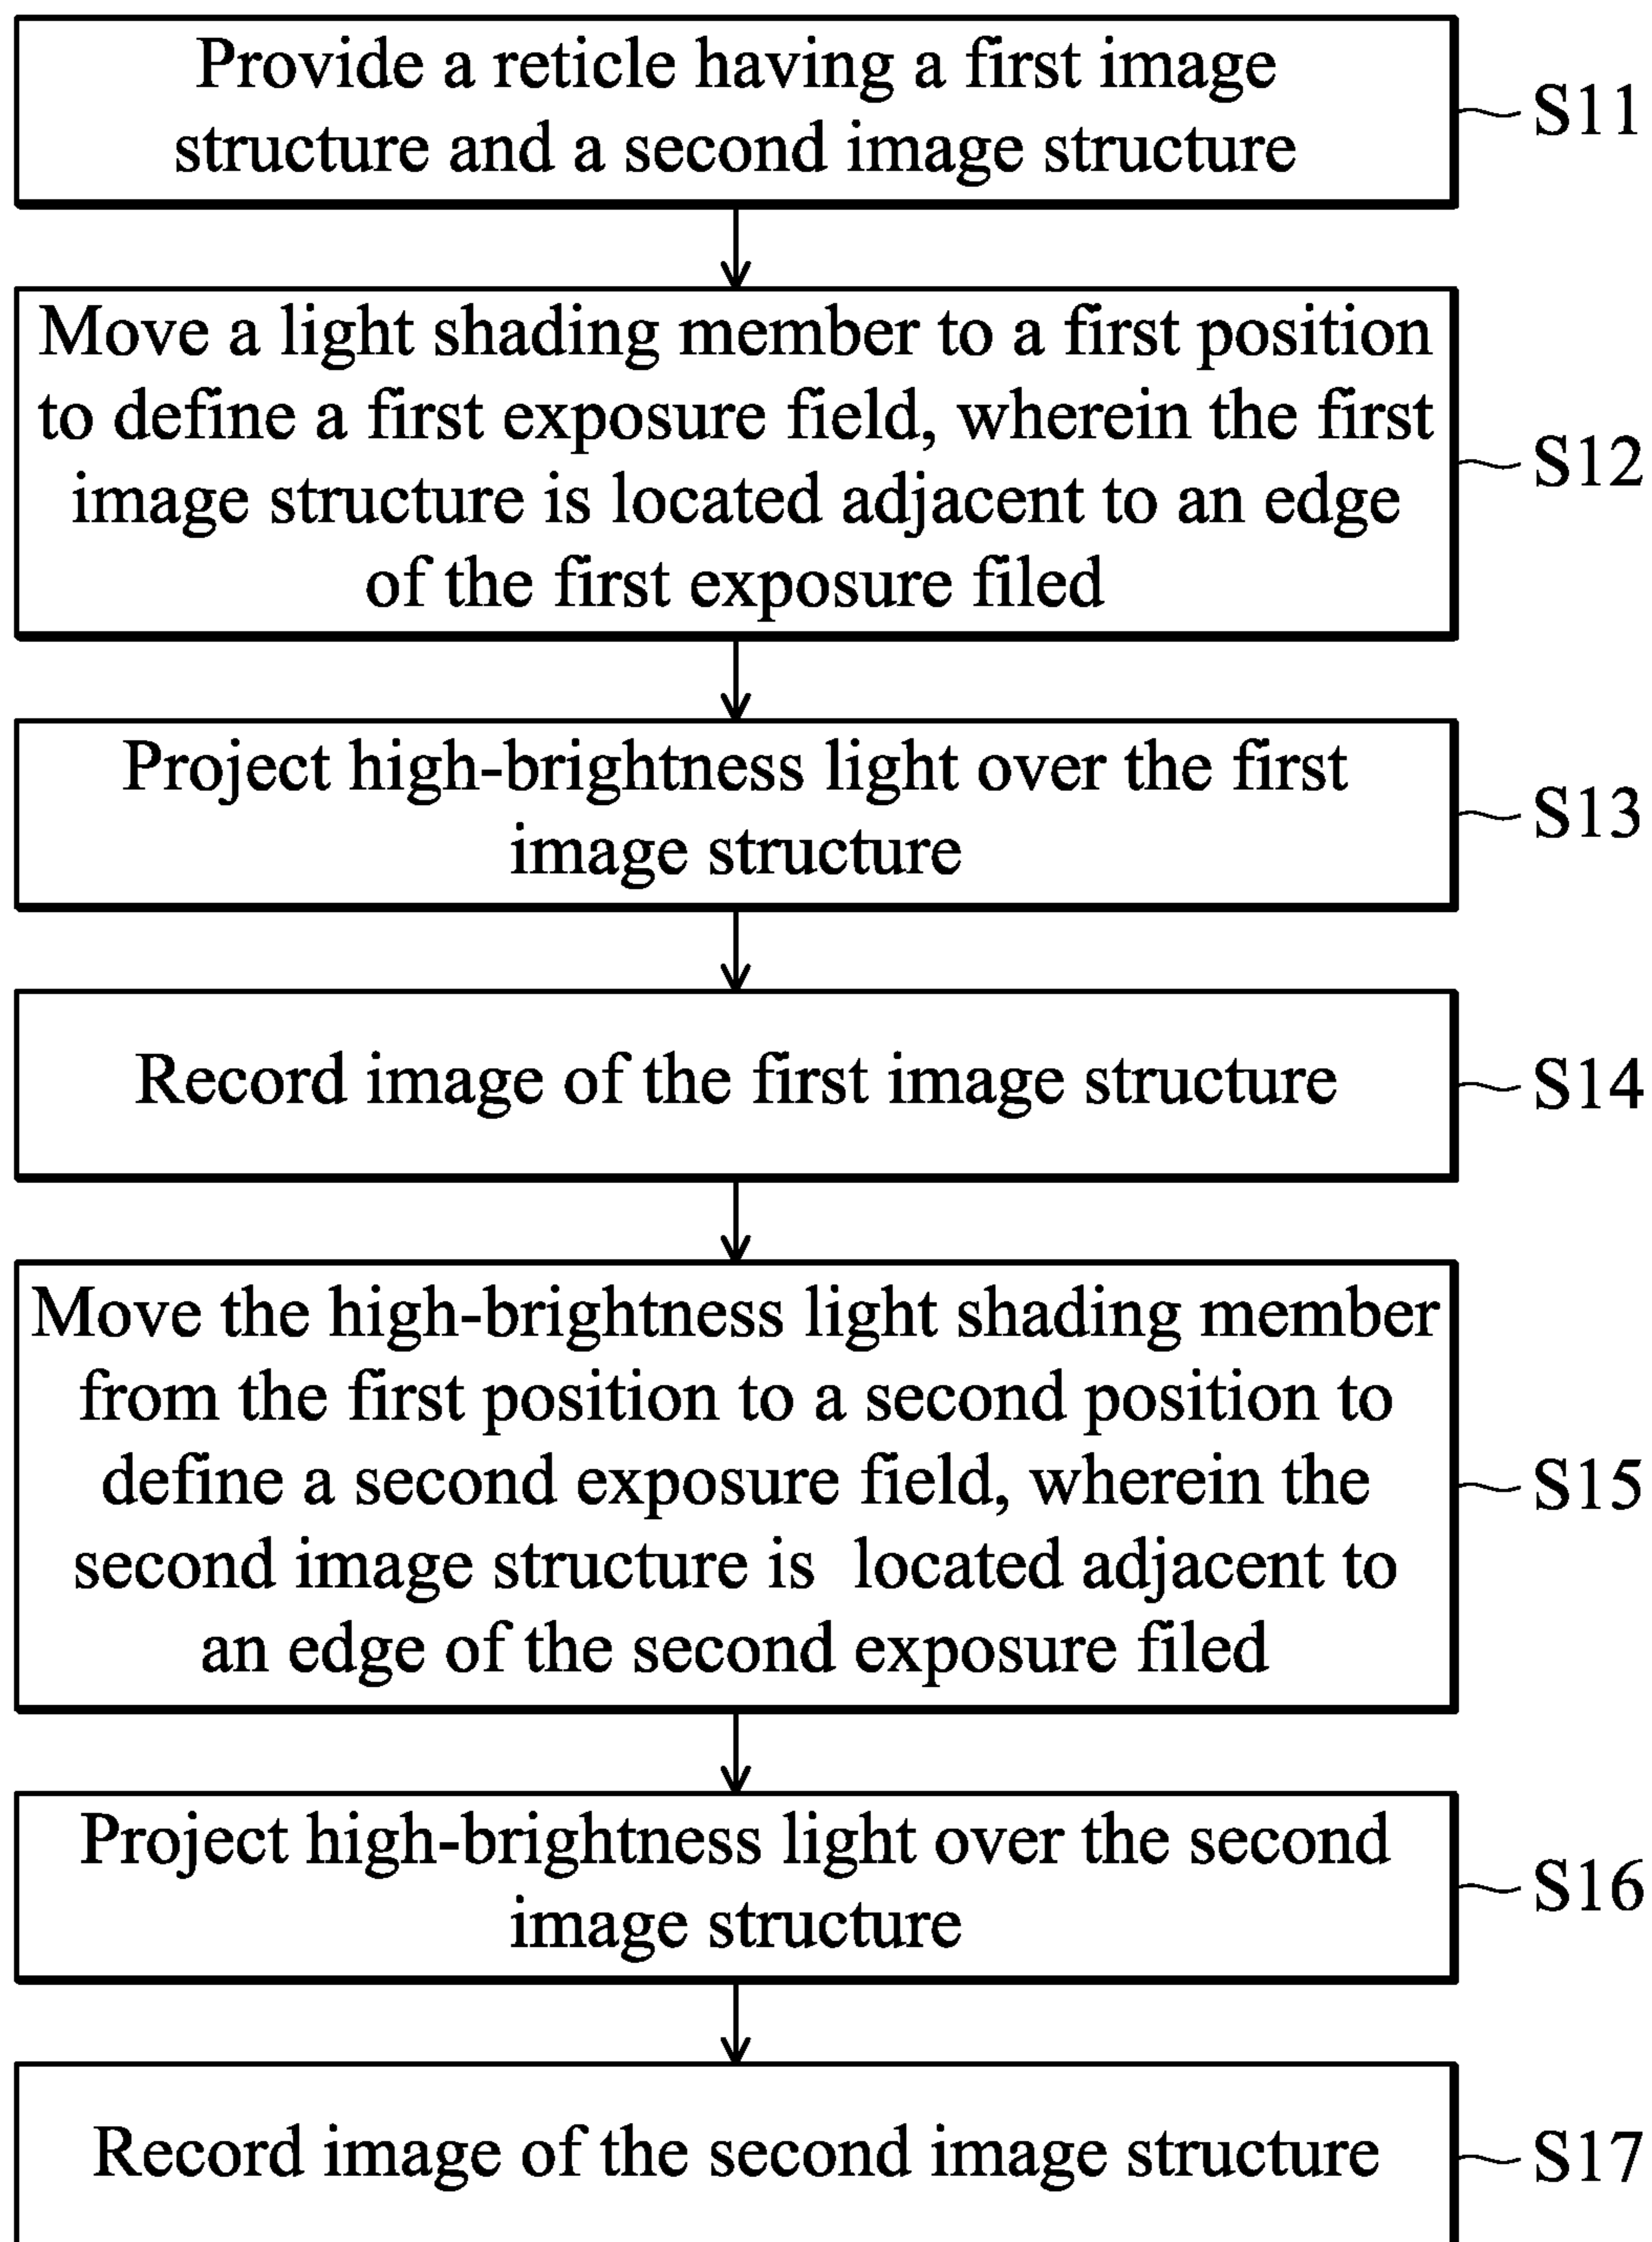 Provide a reticle having a first image
structure and a second image structure
S11
Move a light shading member to a first position
to define a first exposure field, wherein the first
image structure is located adjacent to an edge
of the first exposure filed
S12
Project high-brightness light over the first
image structure
S13
Record image of the first image structure
S14
Move the high-brightness light shading member
from the first position to a second position to
define a second exposure field, wherein the
second image structure is  located adjacent to
an edge of the second exposure filed
S15
Project high-brightness light over the second
image structure
S16
Record image of the second image structure
S17